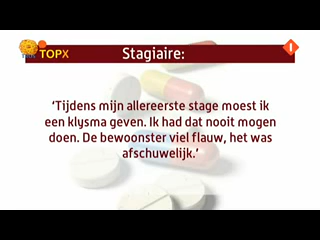 TOPX
Stagiaire:
1
‘Tijdens mijn allereerste stage moest ik
een klysma geven. Ik had dat nooit mogen
doen. De bewoonster viel flauw, het was
afschuwelijk.’